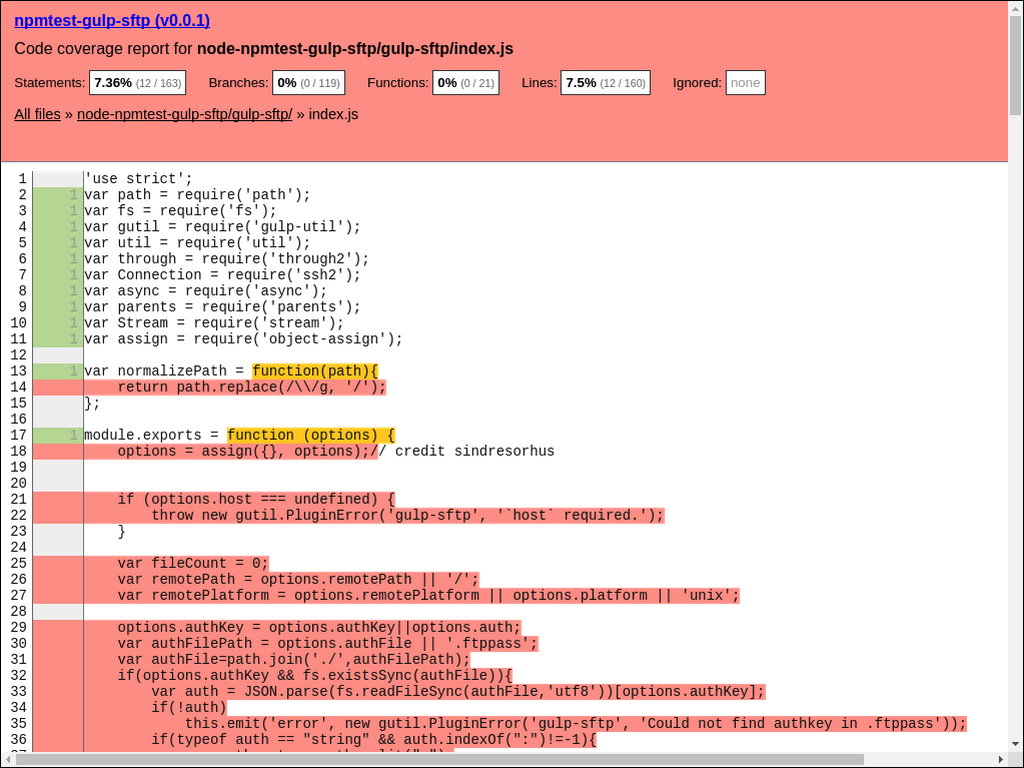 npmtest-gulp-sftp (v0.0.1)
Code coverage report for node-npmtest-gulp-sftp/gulp-sftp/index.js
Statements: 7.36% (12 / 163) Branches: 0% (0 / 119) Functions: 0% (0 / 21) Lines: 7.5% (12 / 160) Ignored: none
All files » node-npmtest-gulp-sftp/gulp-sftp/ » index.js
1 'use strict';
2 1 var path = require('path');
3 1 var fs = require('fs');
4 1 var gutil = require('gulp-util');
5 1 var util = require('util');
6 1 var through = require('through2');
7 1 var Connection = require('ssh2');
8 1 var async = require('async');
9 1 var parents = require('parents');
10 1 var Stream = require('stream');
11 1 var assign = require('object-assign');
12
13 1 var normalizePath = function(path){
14     return path.replace(/\\/g, '/');
15 };
16
17 1 module.exports = function (options) {
18     options = assign({}, options);// credit sindresorhus
19
20
21     if (options.host === undefined) {
22         throw new gutil.PluginError('gulp-sftp', '`host` required.');
23     }
24
25     var fileCount = 0;
26     var remotePath = options.remotePath || '/';
27     var remotePlatform = options.remotePlatform || options.platform || 'unix';
28
29     options.authKey = options.authKey||options.auth;
30     var authFilePath = options.authFile || '.ftppass';
31     var authFile=path.join('./',authFilePath);
32     if(options.authKey && fs.existsSync(authFile)){
33         var auth = JSON.parse(fs.readFileSync(authFile,'utf8'))[options.authKey];
34         if(!auth)
35             this.emit('error', new gutil.PluginError('gulp-sftp', 'Could not find authkey in .ftppass'));
36         if(typeof auth == "string" && auth.indexOf(":")!=-1){